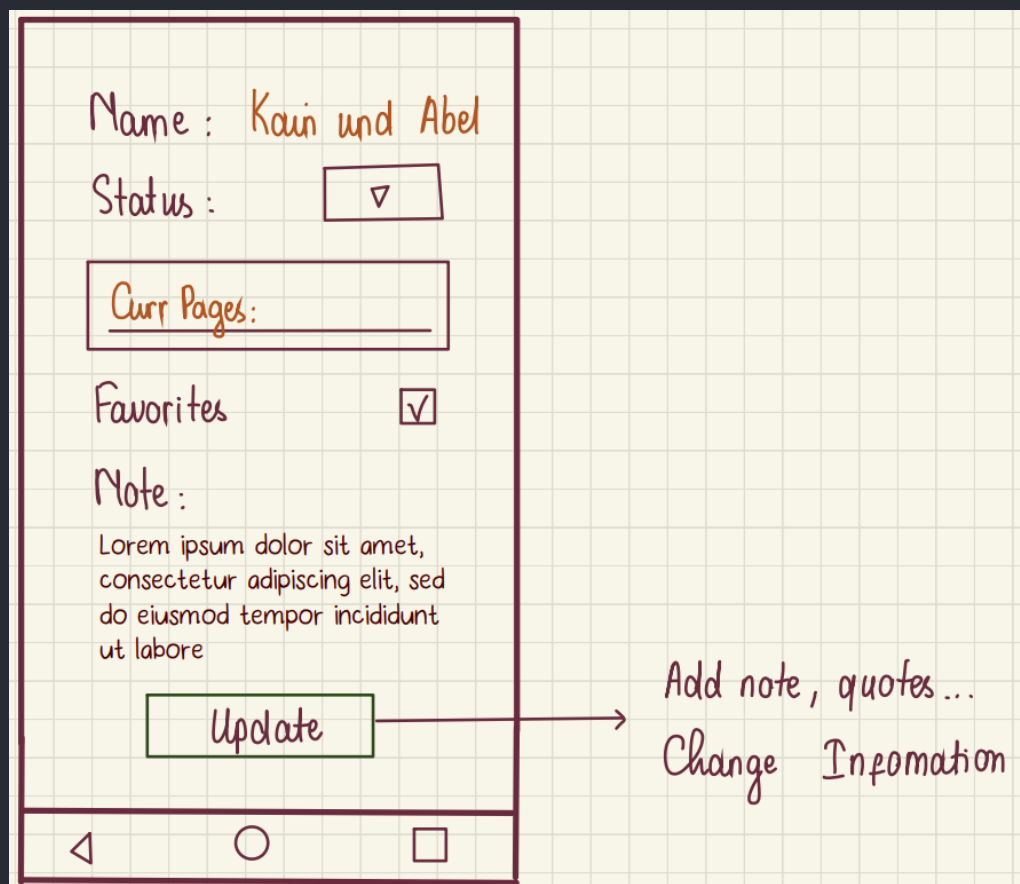 Name : Kain und Abel
Status :
Curr Pages:
Favorites
Note :
Lorem ipsum dolor sit amet,
consectetur adipiscing elit, sed
do eiusmod tempor incididunt
ut labore
Update
Add note, quotes...
Change Infomation